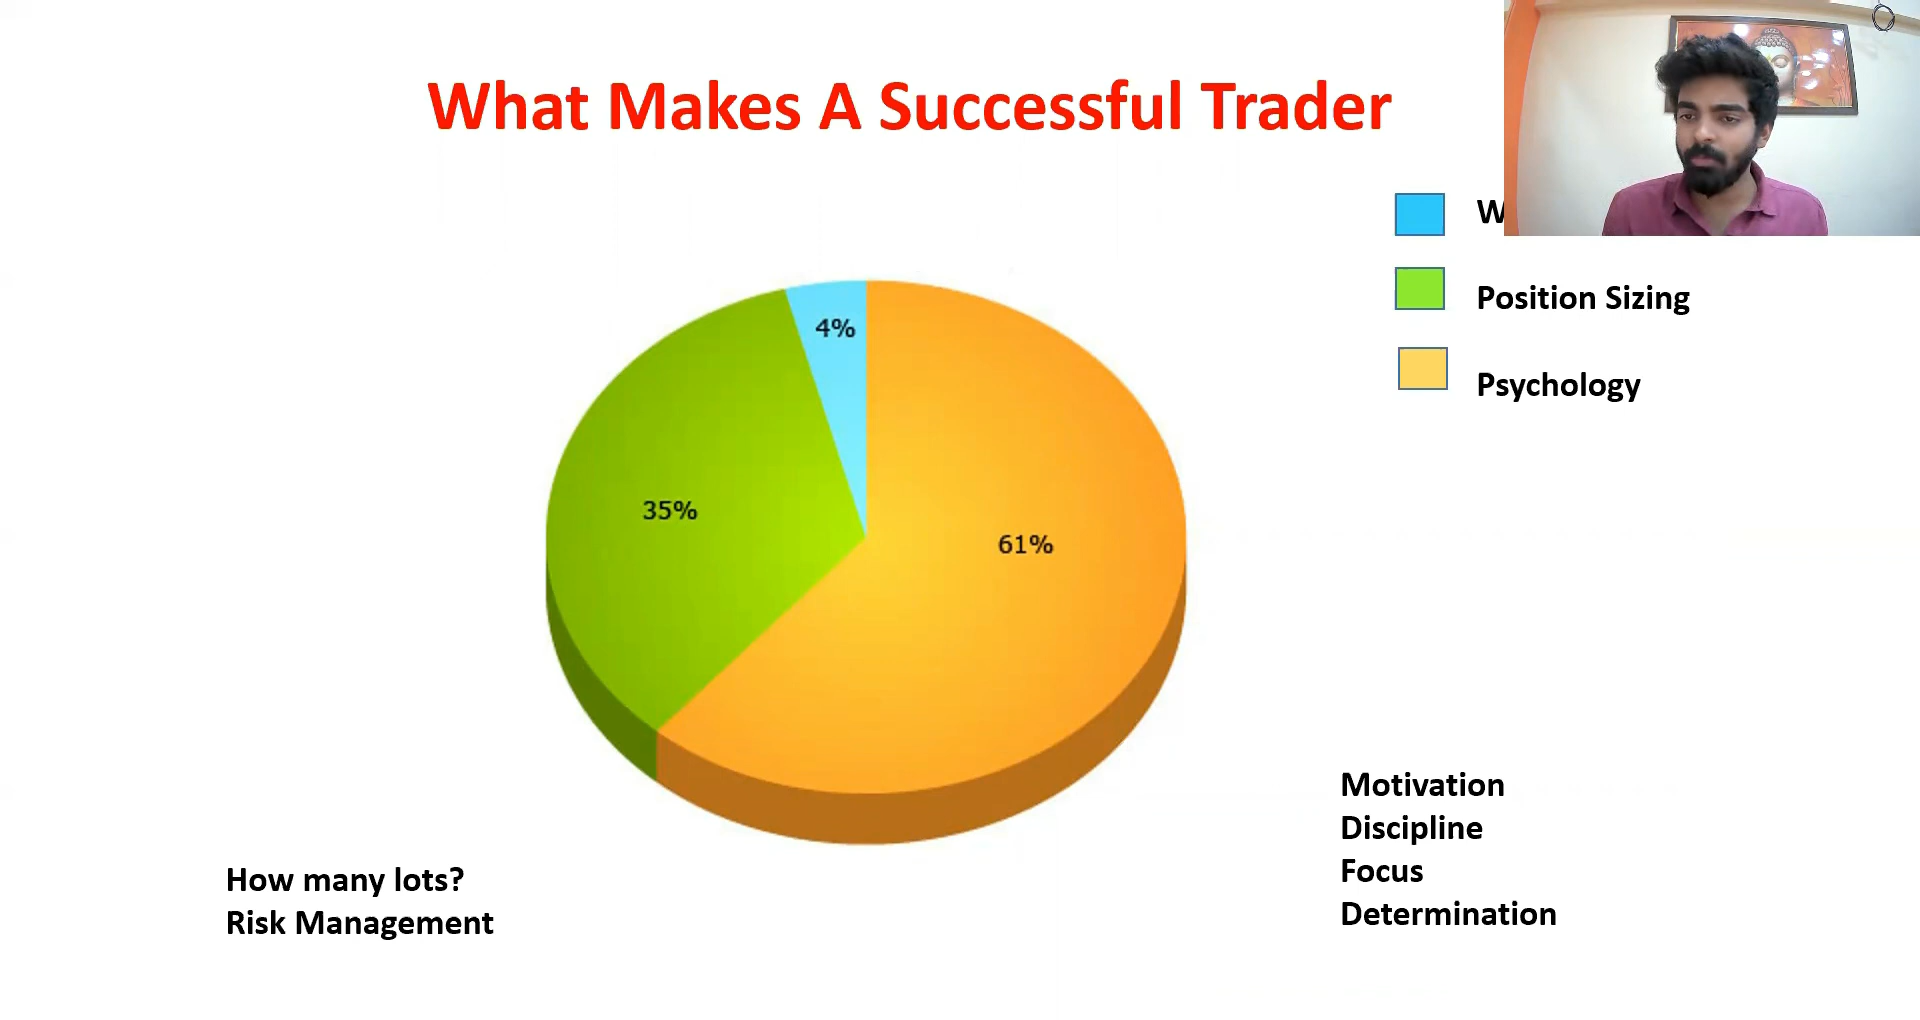 What Makes A Successful Trader
Position Sizing
Psychology
4%
35%
61%
Motivation
Discipline
Focus
Determination
How many lots?
Risk Management